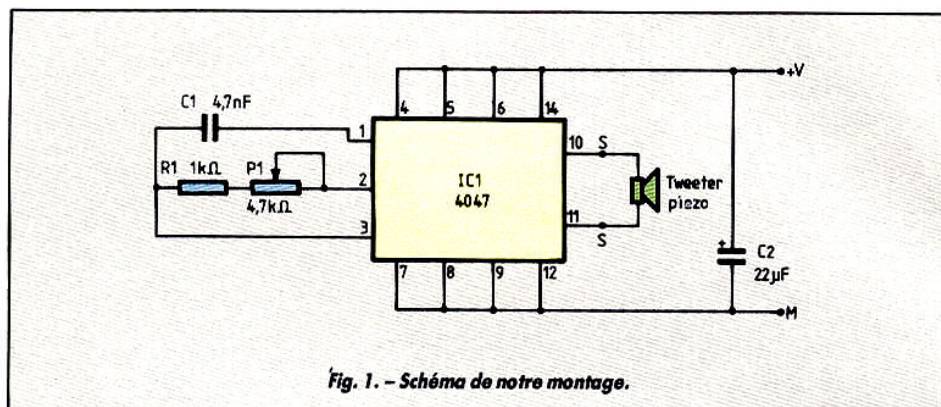 +V
4 5 6 14
C1 4,7nF
1
10 S
R1 1kΩ P1
2
IC1
4047
Tweeter
piezo
4,7kΩ
3
11
S
7 8 9 12
+
C2
22µF
M
Fig. 1. – Schéma de notre montage.